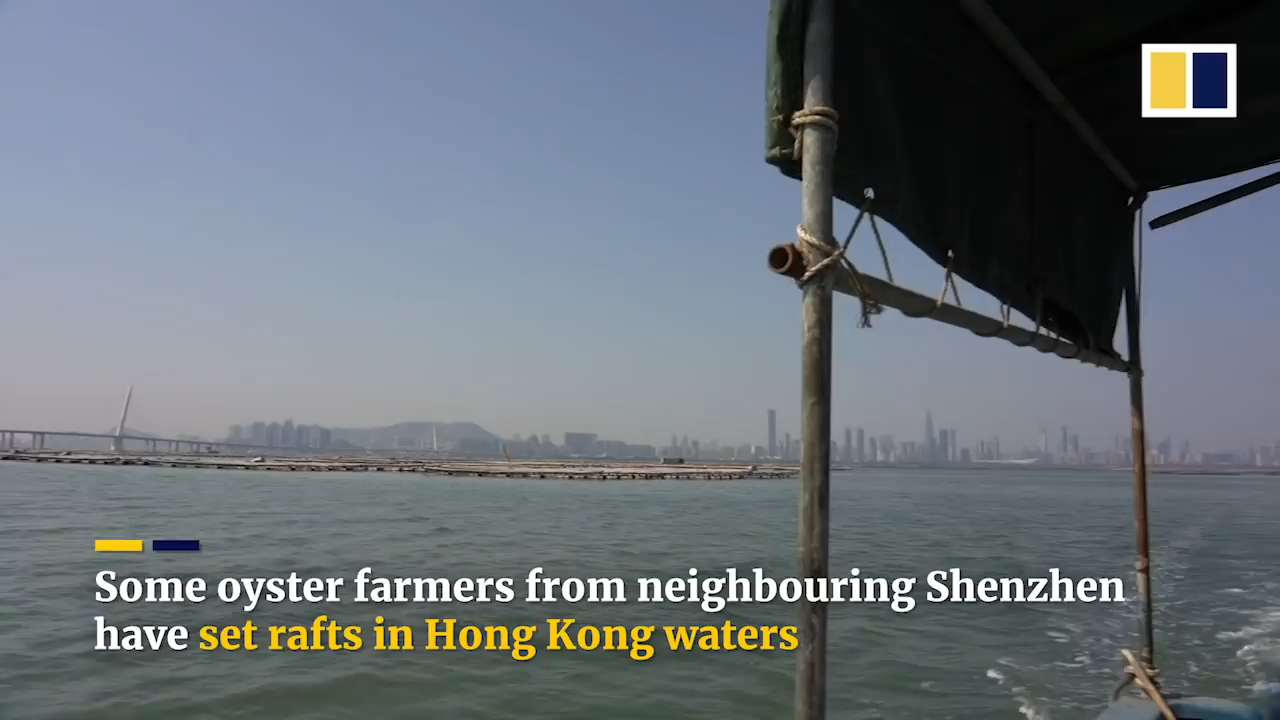 Some oyster farmers from neighbouring Shenzhen
have set rafts in Hong Kong waters